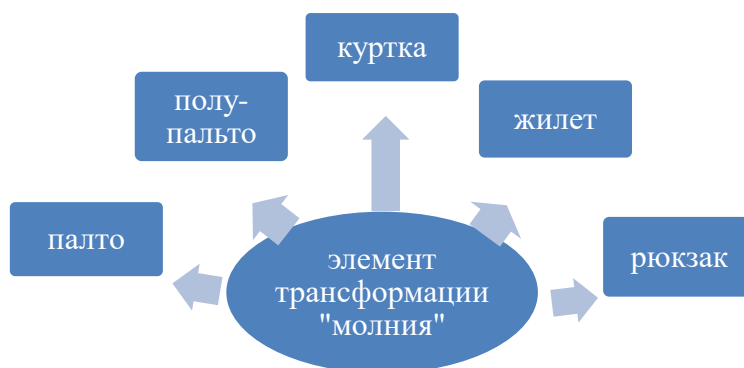 куртка
полу-
пальто
жилет
палто
рюкзак
элемент
трансформации
"молния"